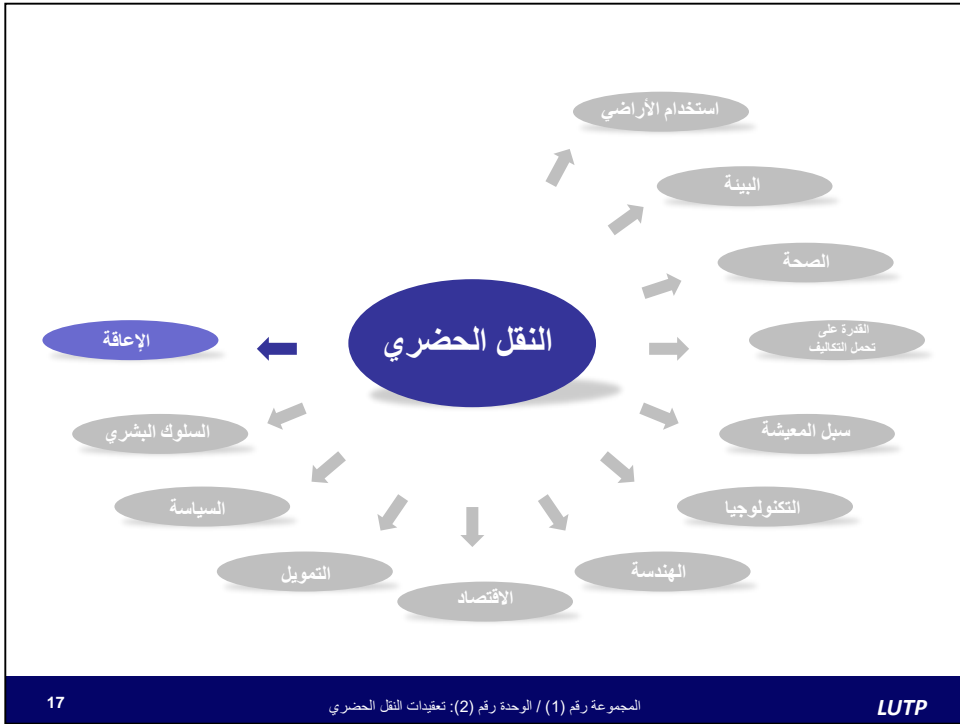 استخدام الأراضي
البيئة
الصحة
القدرة على
تحمل التكاليف
سبل المعيشة
التكنولوجيا
الهندسة
الاقتصاد
التمويل
السياسة
السلوك البشري
الإعاقة
النقل الحضري
17
المجموعة رقم (1) / الوحدة رقم (2): تعقيدات النقل الحضري
LUTP